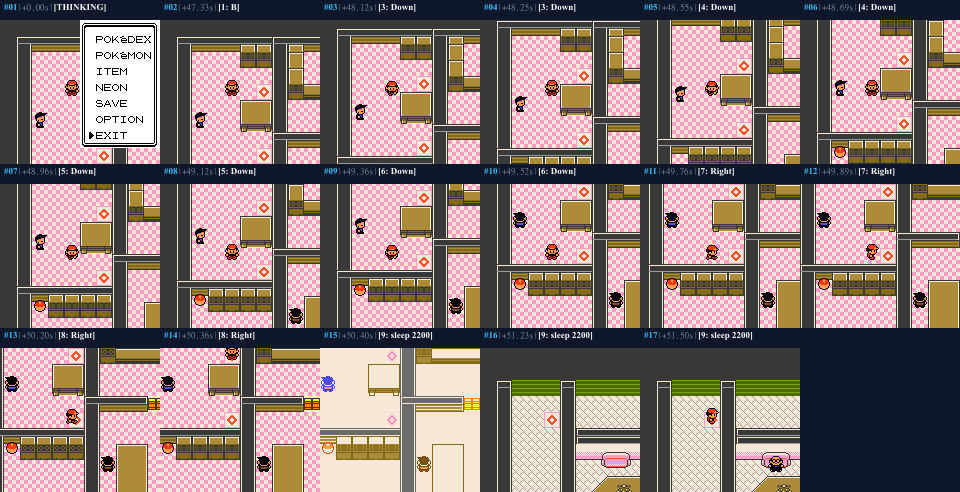 #01|+0.00s| [THINKING]
#02|+47.33s| [1: B]
#03|+48.12s| [3: Down]
#04|+48.25s| [3: Down]
#05|+48.55s| [4: Down]
#06|+48.69s| [4: Down]
POKéDEX
POKéMON
ITEM
NEON
SAVE
OPTION
▶EXIT
#07|+48.96s| [5: Down]
#08|+49.12s| [5: Down]
#09|+49.36s| [6: Down]
#10|+49.52s| [6: Down]
#11|+49.76s| [7: Right]
#12|+49.89s| [7: Right]
#13|+50.20s| [8: Right]
#14|+50.36s| [8: Right]
#15|+50.40s| [9: sleep 2200]
#16|+51.23s| [9: sleep 2200]
#17|+51.50s| [9: sleep 2200]